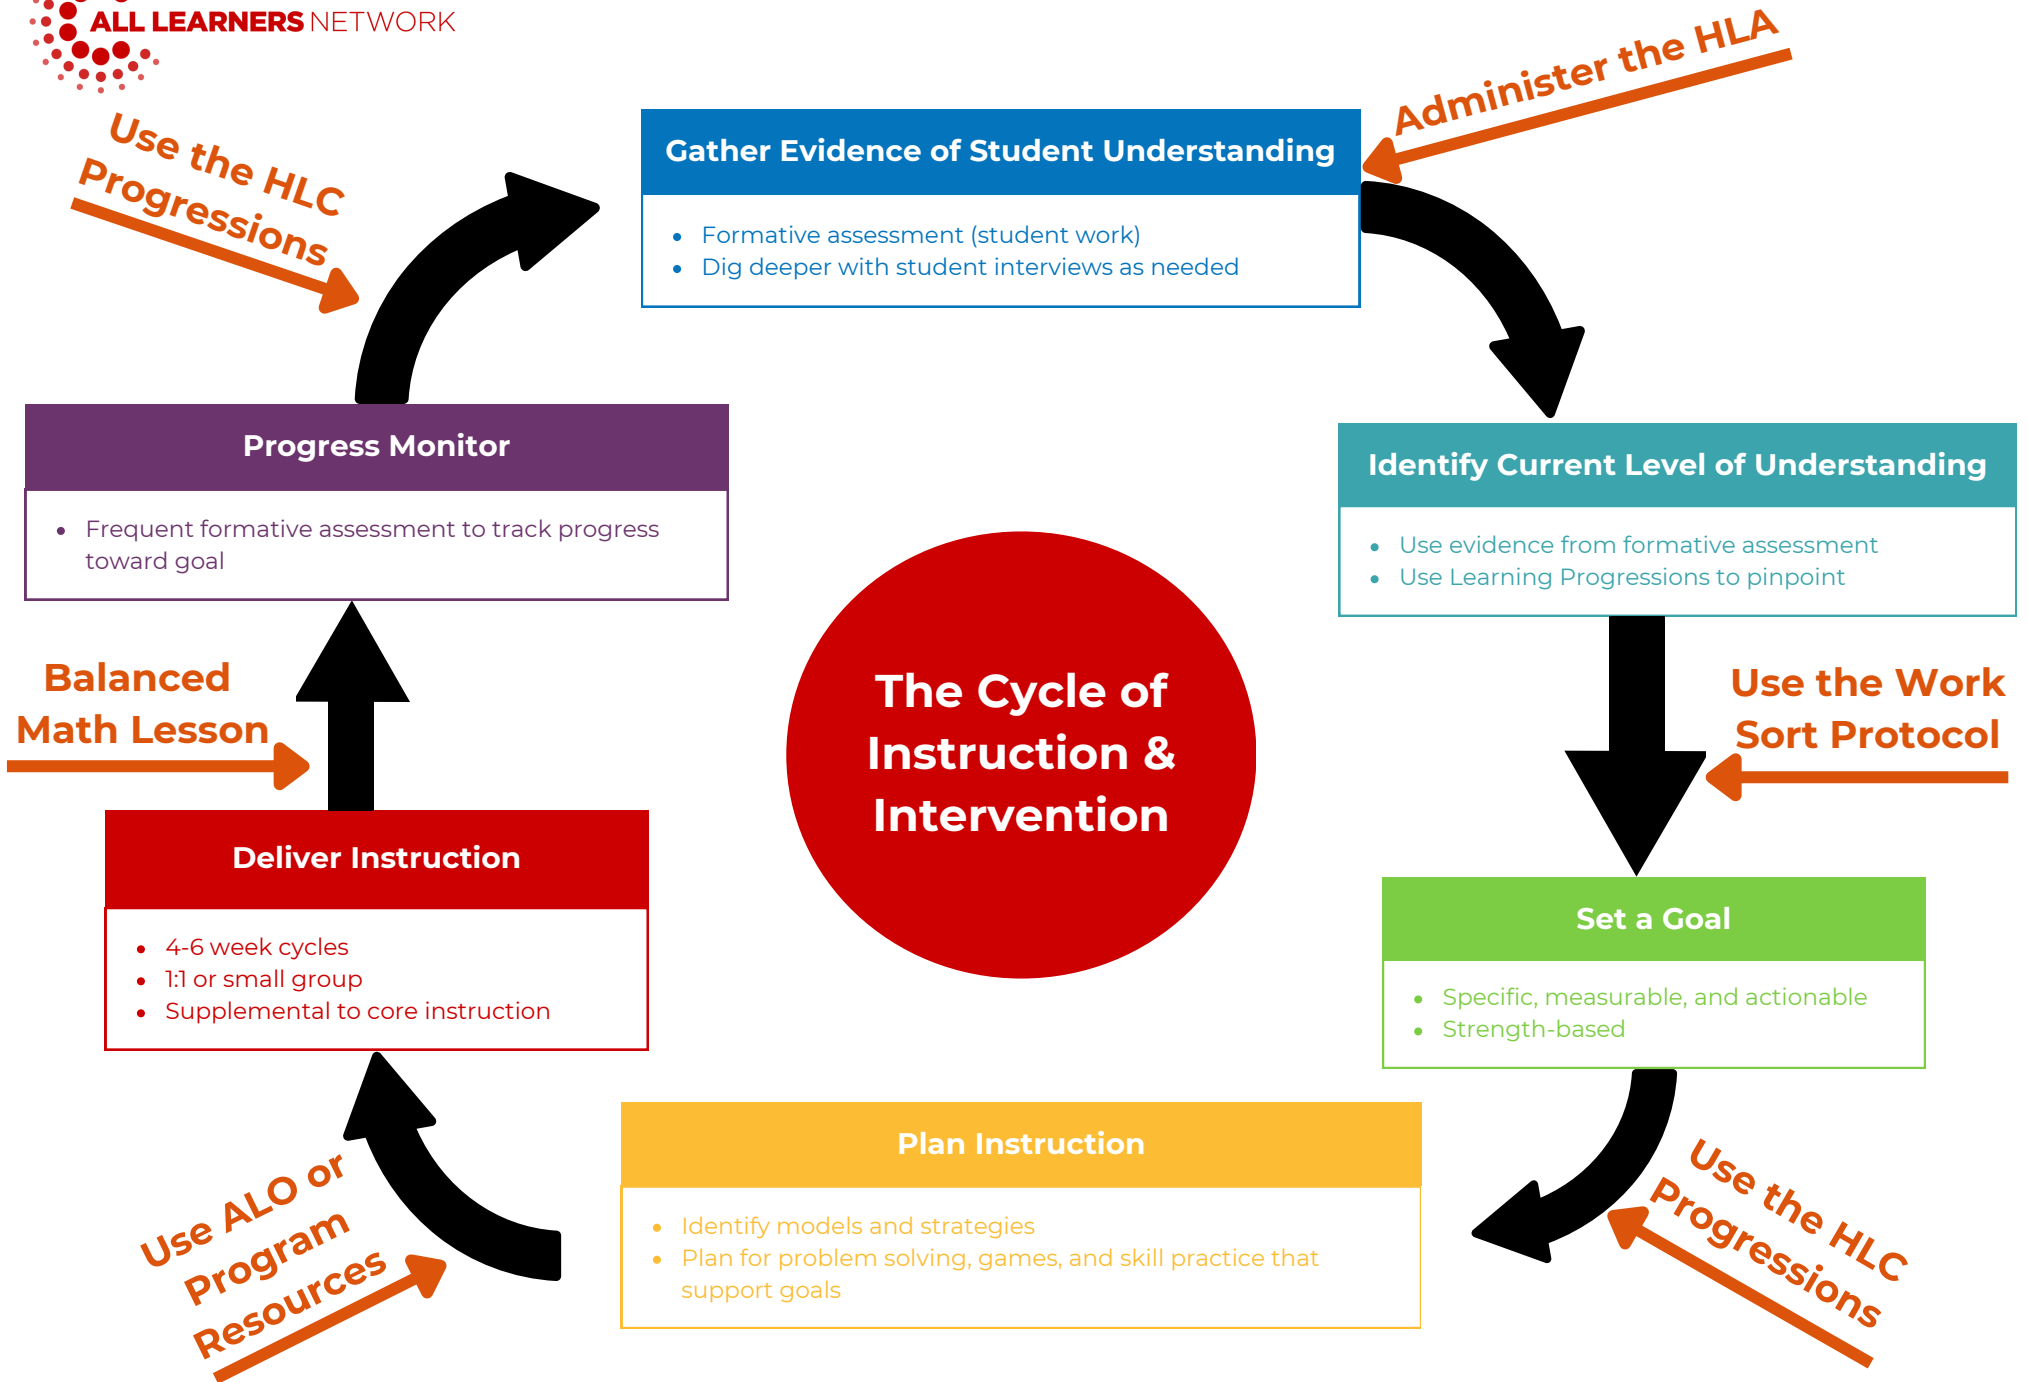 ALL LEARNERS NETWORK
Administer the HLA
Use the HLC
Progressions
Gather Evidence of Student Understanding
• Formative assessment (student work)
• Dig deeper with student interviews as needed
Identify Current Level of Understanding
• Use evidence from formative assessment
• Use Learning Progressions to pinpoint
Use the Work
Sort Protocol
Set a Goal
• Specific, measurable, and actionable
• Strength-based
Use the HLC
Progressions
Plan Instruction
• Identify models and strategies
• Plan for problem solving, games, and skill practice that
support goals
Use ALO or
Program
Resources
Deliver Instruction
• 4-6 week cycles
• 1:1 or small group
• Supplemental to core instruction
Balanced
Math Lesson
Progress Monitor
• Frequent formative assessment to track progress
toward goal
The Cycle of
Instruction &
Intervention